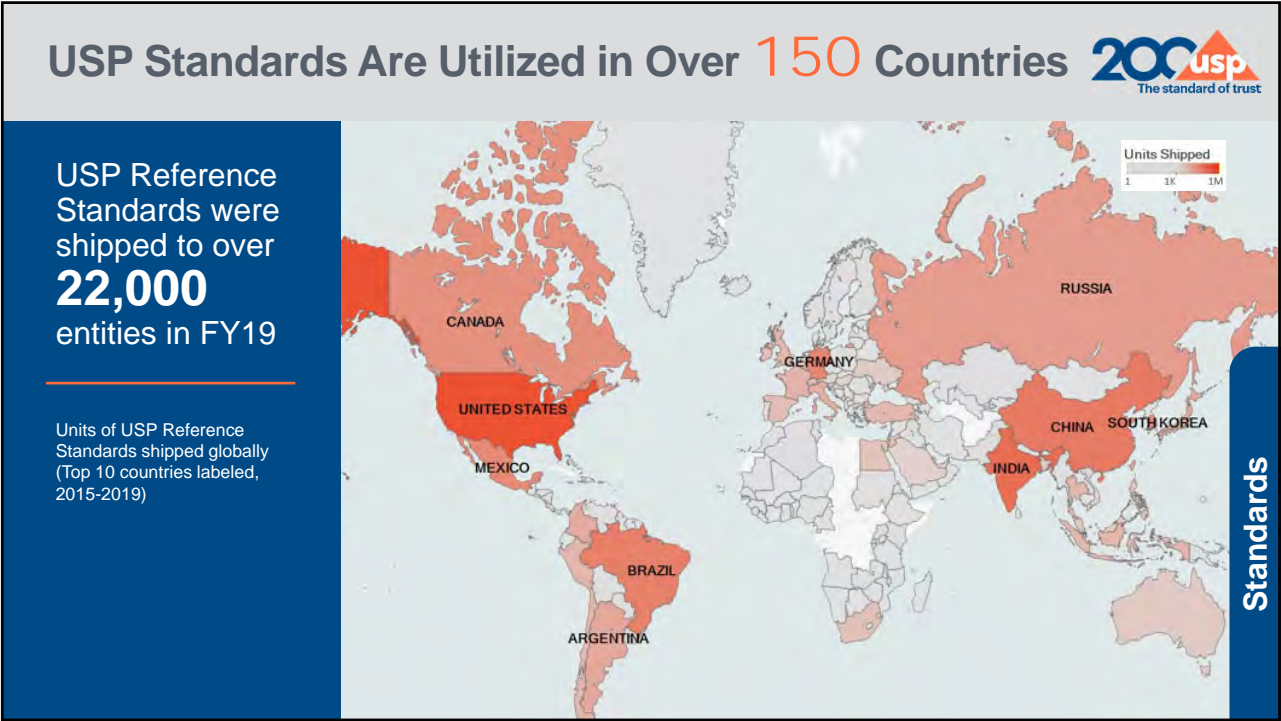 USP Standards Are Utilized in Over 150 Countries
200 usp
The standard of trust
USP Reference
Standards were
shipped to over
22,000
entities in FY19
Units of USP Reference
Standards shipped globally
(Top 10 countries labeled,
2015-2019)
Units Shipped
1 1K 1M
RUSSIA
CANADA
GERMANY
UNITED STATES
CHINA SOUTH KOREA
MEXICO
INDIA
BRAZIL
ARGENTINA
Standards